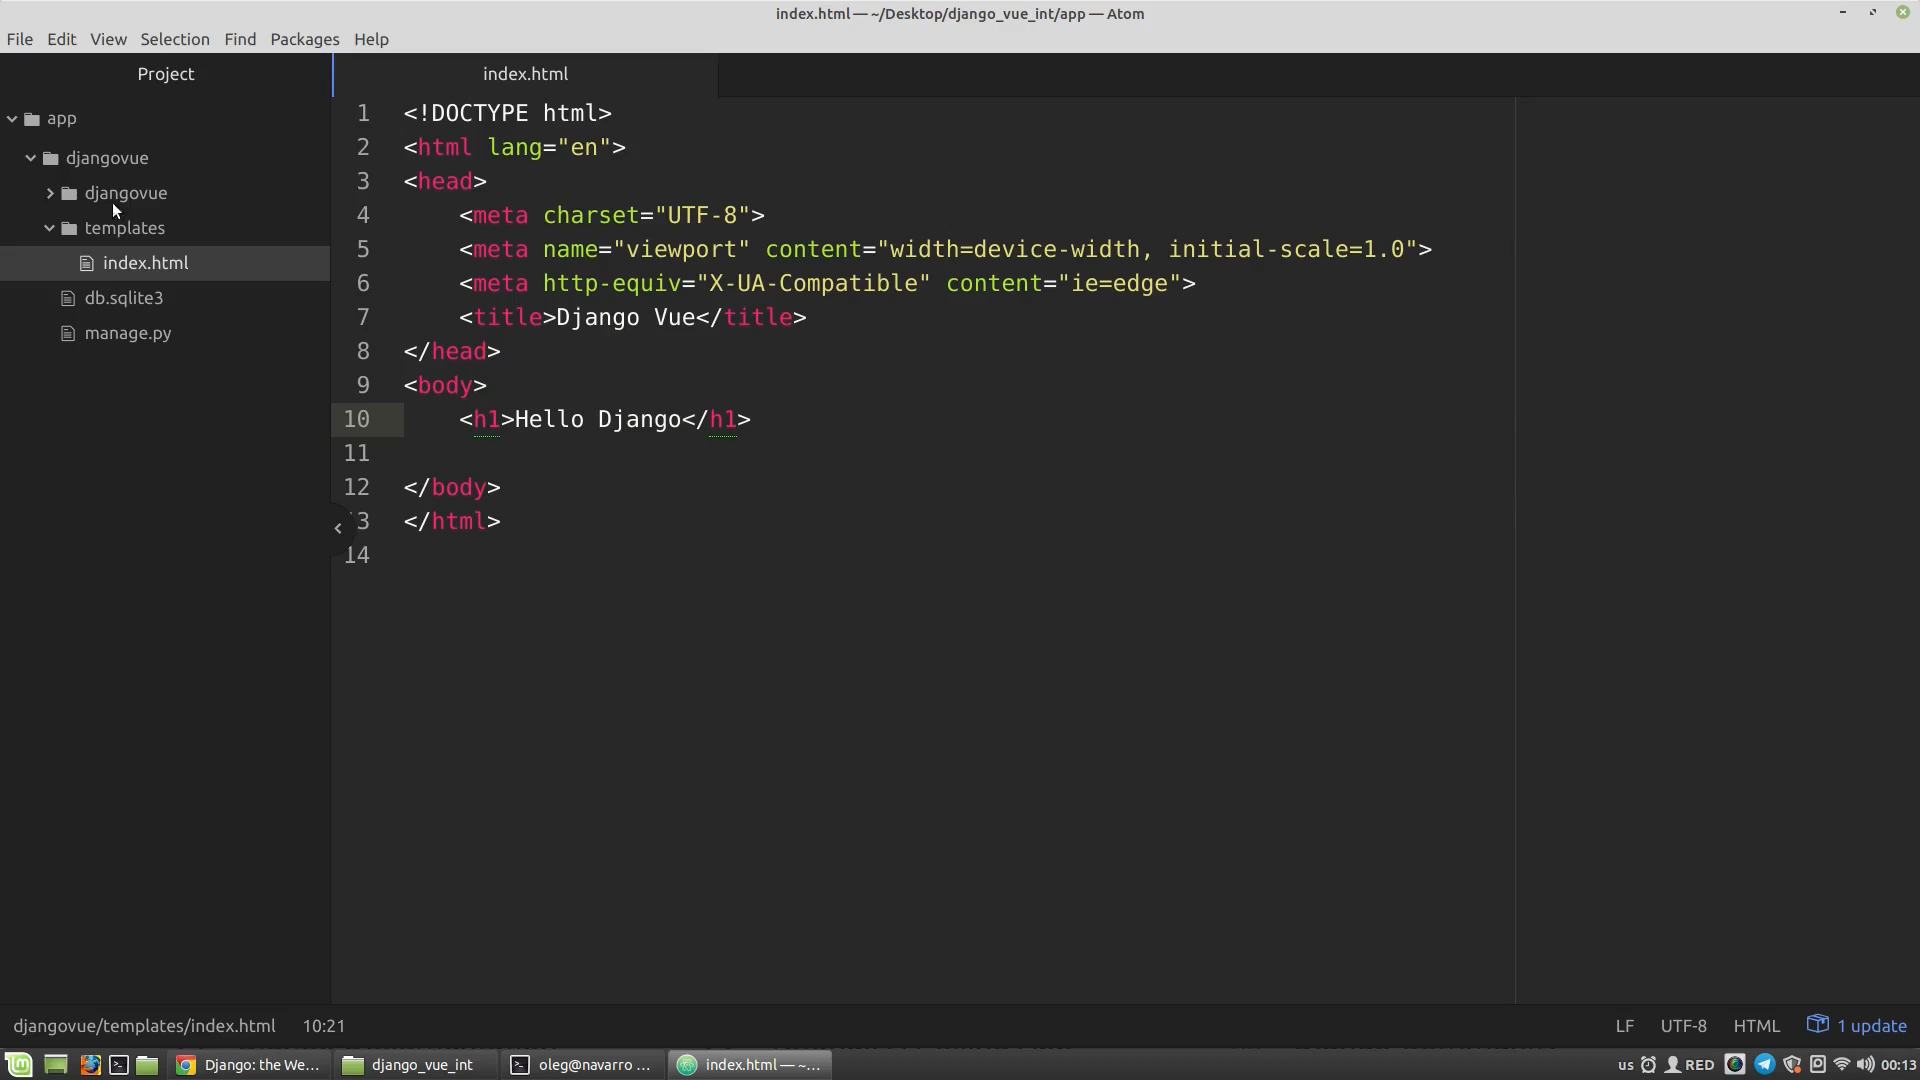 index.html — ~/Desktop/django_vue_int/app — Atom
File Edit View Selection Find Packages Help
Project
index.html
app
djangovue
djangovue
templates
index.html
db.sqlite3
manage.py
1 <!DOCTYPE html>
2 <html lang="en">
3 <head>
4     <meta charset="UTF-8">
5     <meta name="viewport" content="width=device-width, initial-scale=1.0">
6     <meta http-equiv="X-UA-Compatible" content="ie=edge">
7     <title>Django Vue</title>
8 </head>
9 <body>
10     <h1>Hello Django</h1>
11
12 </body>
3 </html>
14
djangovue/templates/index.html 10:21 LF UTF-8 HTML 1 update
Django: the We... django_vue_int oleg@navarro ... index.html — ~... us RED 00:13